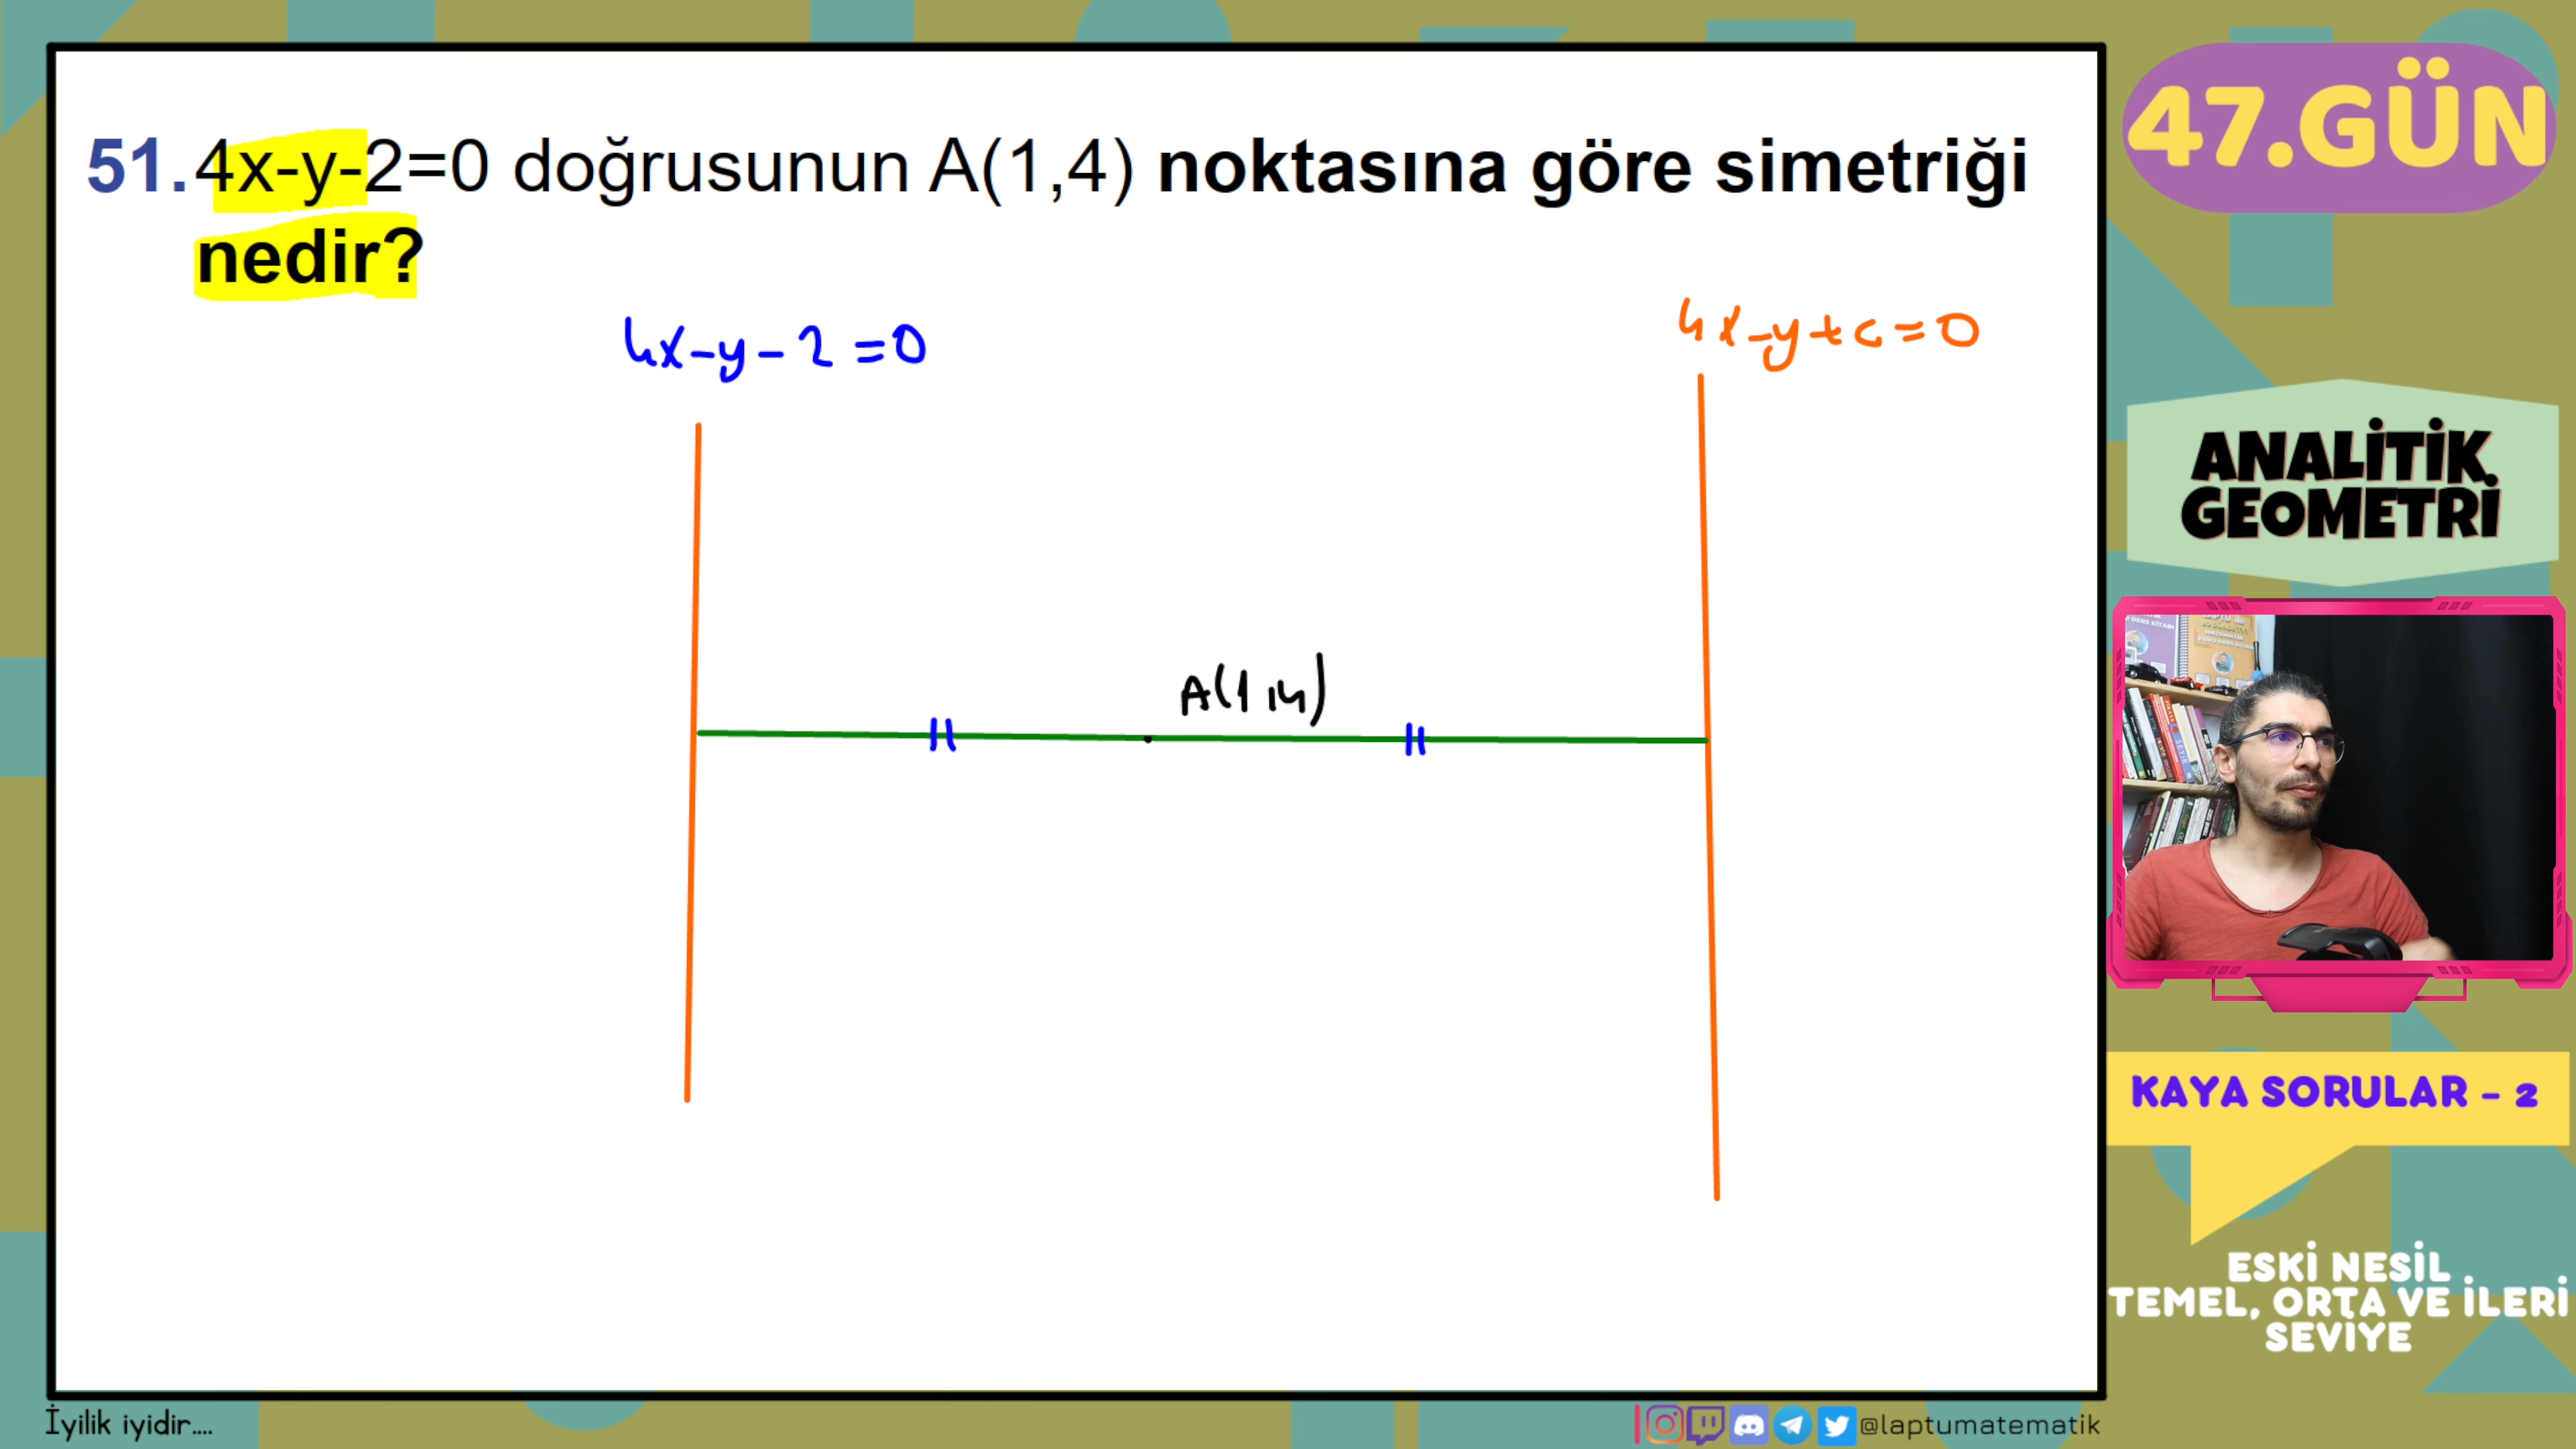 47.GÜN
51. 4x-y-2=0 doğrusunun A(1,4) noktasına göre simetriği
nedir?
4x-y-2=0
4x-y+c=0
A(1,4)
ANALİTİK
GEOMETRİ
KAYA SORULAR - 2
ESKİ NESİL
TEMEL, ORTA VE İLERİ
SEVİYE
İyilik iyidir....
@laptumatematik